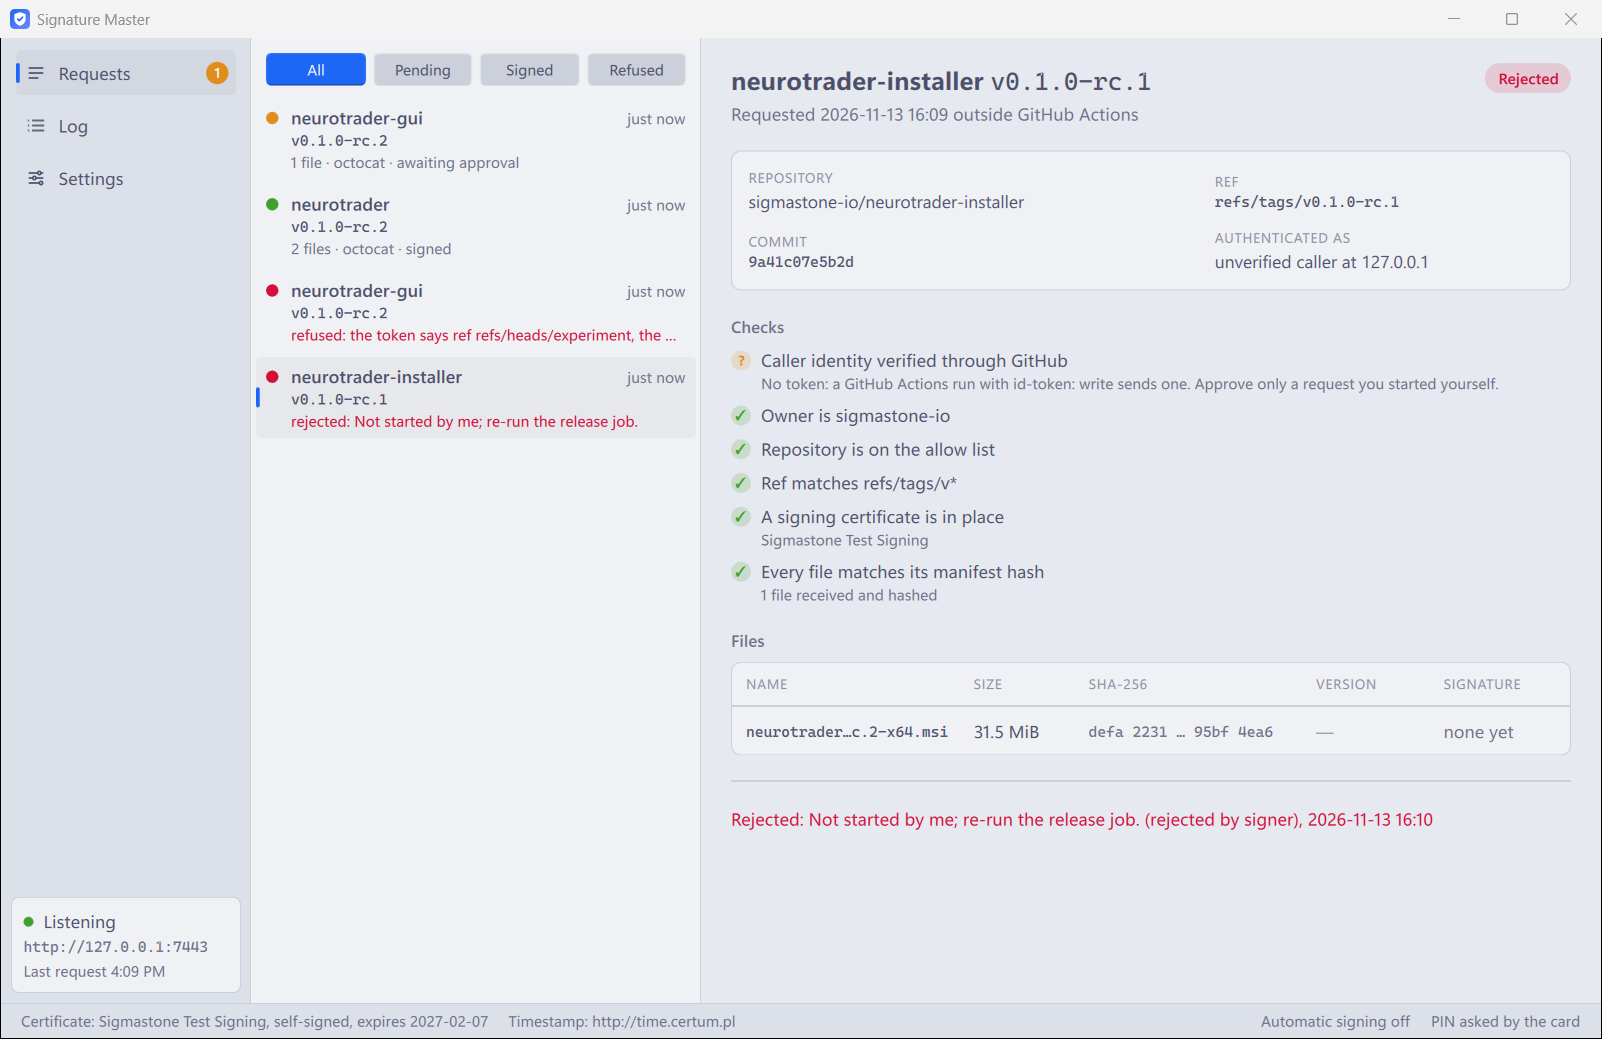 Signature Master
Requests
1
Log
Settings
Listening
http://127.0.0.1:7443
Last request 4:09 PM
All
Pending
Signed
Refused
neurotrader-gui
just now
v0.1.0-rc.2
1 file · octocat · awaiting approval
neurotrader
just now
v0.1.0-rc.2
2 files · octocat · signed
neurotrader-gui
just now
v0.1.0-rc.2
refused: the token says ref refs/heads/experiment, the ...
neurotrader-installer
just now
v0.1.0-rc.1
rejected: Not started by me; re-run the release job.
neurotrader-installer v0.1.0-rc.1
Rejected
Requested 2026-11-13 16:09 outside GitHub Actions
REPOSITORY
sigmastone-io/neurotrader-installer
REF
refs/tags/v0.1.0-rc.1
COMMIT
9a41c07e5b2d
AUTHENTICATED AS
unverified caller at 127.0.0.1
Checks
? Caller identity verified through GitHub
No token: a GitHub Actions run with id-token: write sends one. Approve only a request you started yourself.
✓ Owner is sigmastone-io
✓ Repository is on the allow list
✓ Ref matches refs/tags/v*
✓ A signing certificate is in place
Sigmastone Test Signing
✓ Every file matches its manifest hash
1 file received and hashed
Files
NAME SIZE SHA-256 VERSION SIGNATURE
neurotrader…c.2-x64.msi 31.5 MiB defa 2231 … 95bf 4ea6 — none yet
Rejected: Not started by me; re-run the release job. (rejected by signer), 2026-11-13 16:10
Certificate: Sigmastone Test Signing, self-signed, expires 2027-02-07
Timestamp: http://time.certum.pl
Automatic signing off
PIN asked by the card